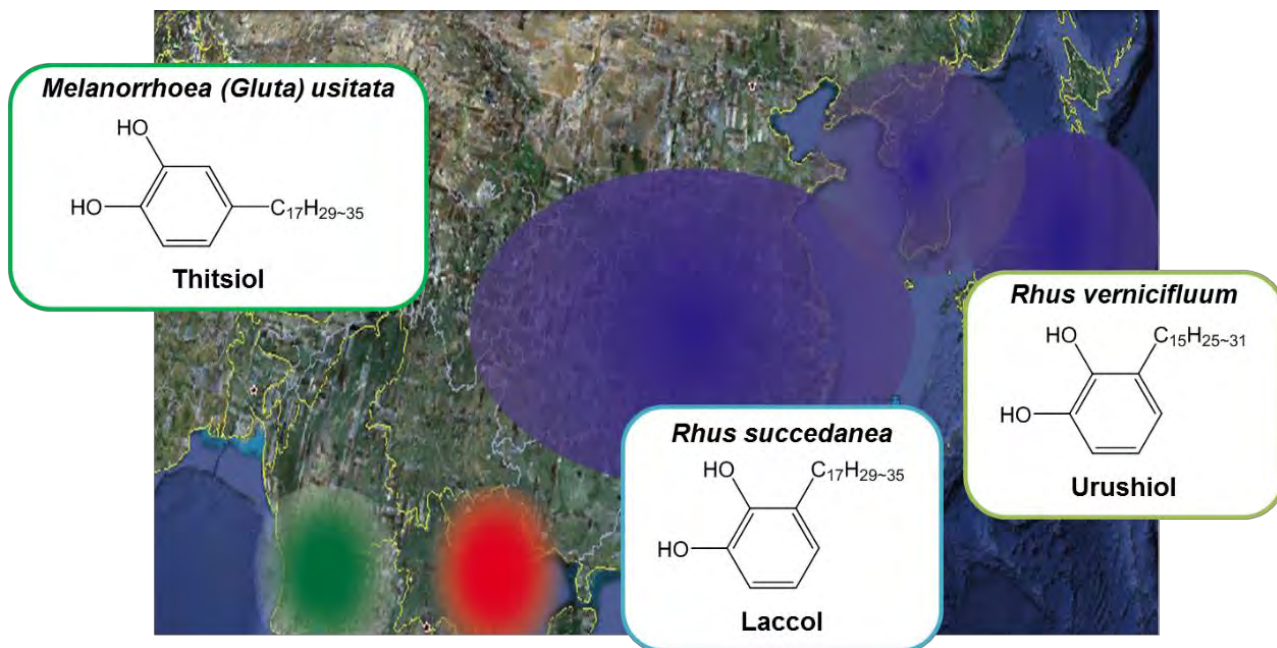 Melanorrhoea (Gluta) usitata
HO
HO
C₁₇H₂₉~₃₅
Thitsiol
Rhus vernicifluum
C₁₅H₂₅~₃₁
HO
HO
Urushiol
Rhus succedanea
HO
C₁₇H₂₉~₃₅
HO
Laccol